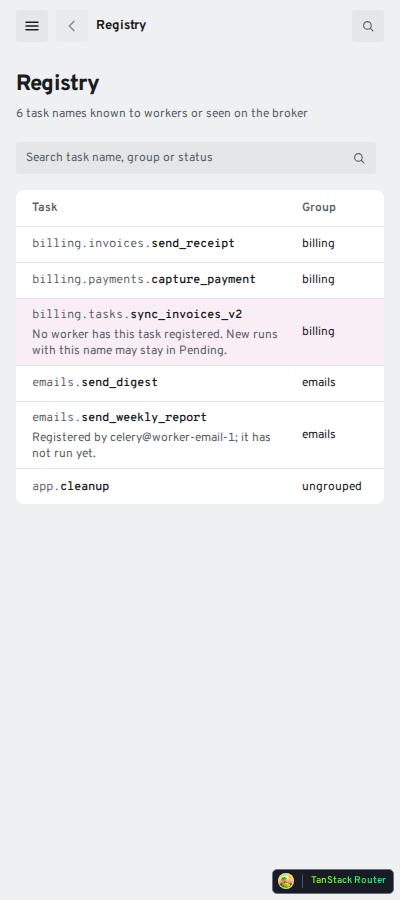 Registry
Registry
6 task names known to workers or seen on the broker
Search task name, group or status
Task Group
billing.invoices.send_receipt billing
billing.payments.capture_payment billing
billing.tasks.sync_invoices_v2
No worker has this task registered. New runs
with this name may stay in Pending.
billing
emails.send_digest emails
emails.send_weekly_report
Registered by celery@worker-email-1; it has
not run yet.
emails
app.cleanup ungrouped
TanStack Router